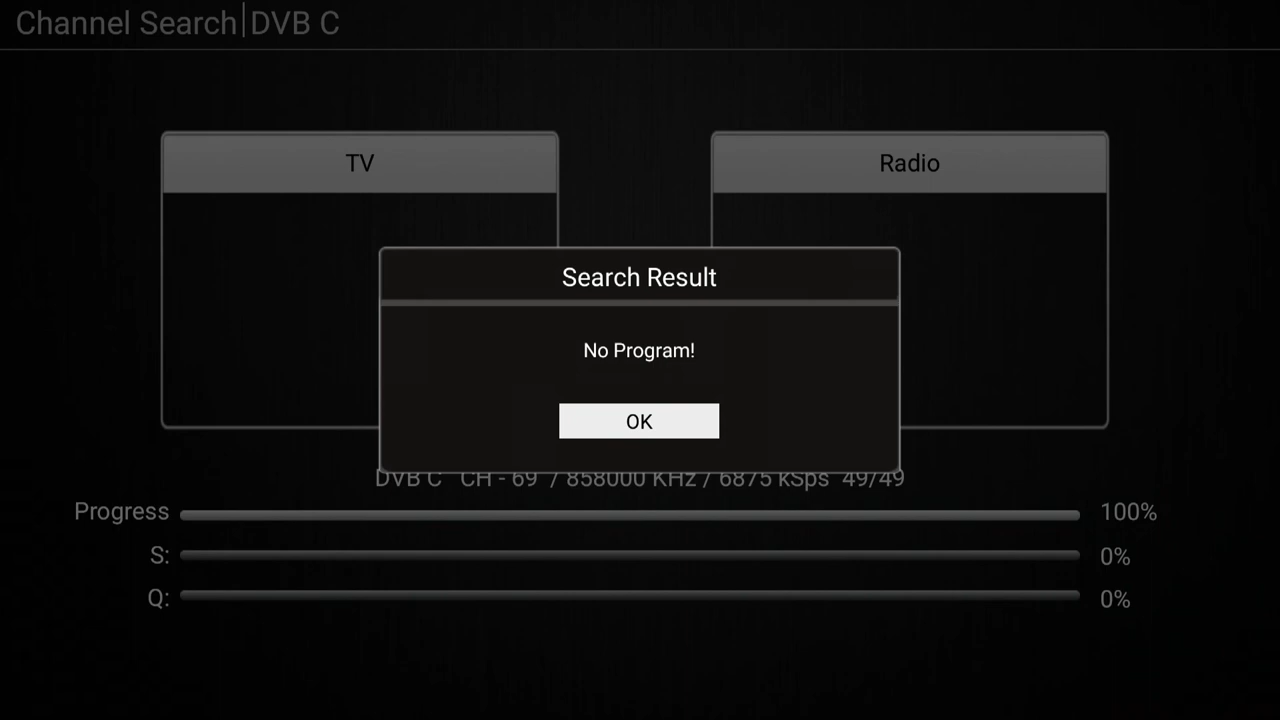 Channel Search|DVB C
TV
Radio
Search Result
No Program!
OK
DVB C CH - 69 / 858000 KHz / 6875 kSps 49/49
Progress 100%
S: 0%
Q: 0%